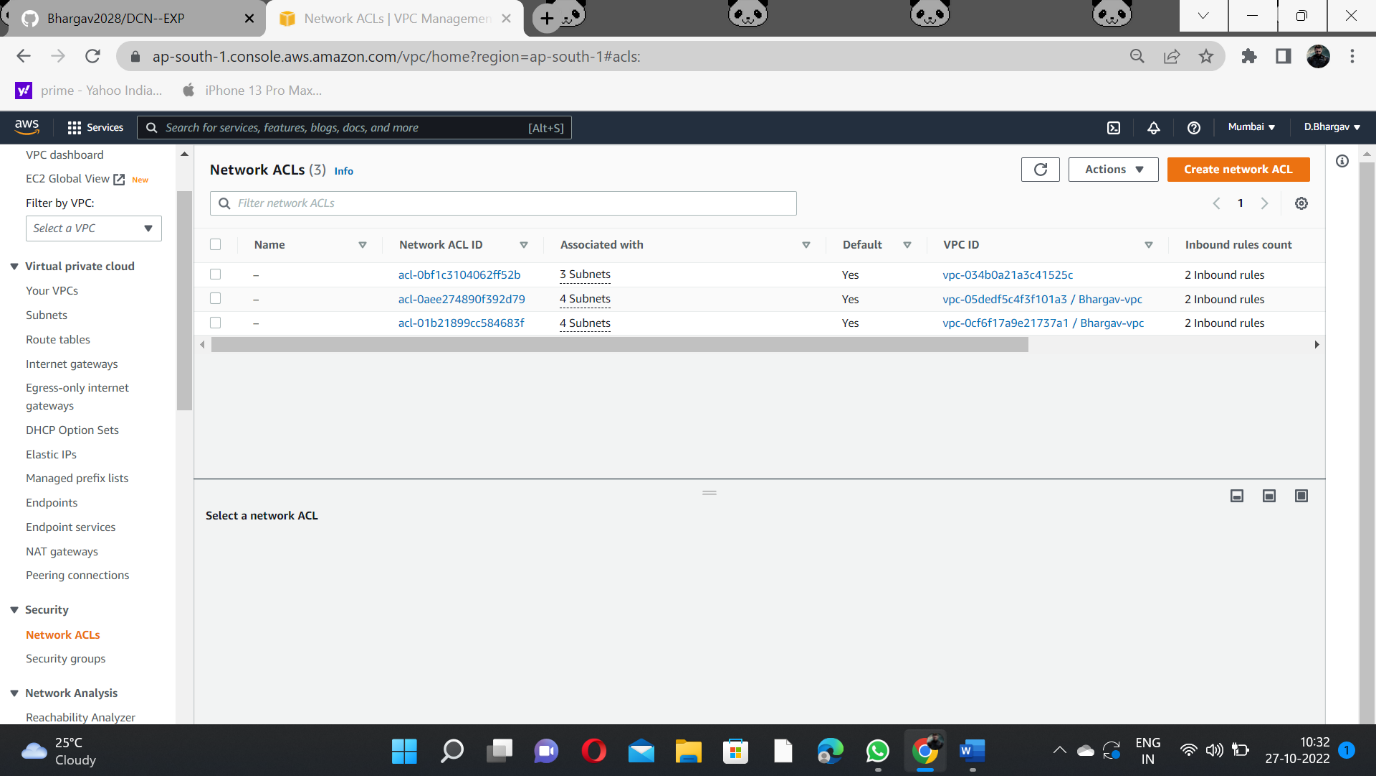 Bhargav2028/DCN--EXP
Network ACLs | VPC Managemen
ap-south-1.console.aws.amazon.com/vpc/home?region=ap-south-1#acls:
y!
prime - Yahoo India...
iPhone 13 Pro Max...
aws
Services
Search for services, features, blogs, docs, and more
[Alt+S]
Mumbai
D.Bhargav
VPC dashboard
EC2 Global View New
Filter by VPC:
Select a VPC
Virtual private cloud
Your VPCs
Subnets
Route tables
Internet gateways
Egress-only internet
gateways
DHCP Option Sets
Elastic IPs
Managed prefix lists
Endpoints
Endpoint services
NAT gateways
Peering connections
Security
Network ACLs
Security groups
Network Analysis
Reachability Analyzer
Network ACLs (3) Info
Actions
Create network ACL
Filter network ACLs
1
Name Network ACL ID Associated with Default VPC ID Inbound rules count
– acl-0bf1c3104062ff52b 3 Subnets Yes vpc-034b0a21a3c41525c 2 Inbound rules
– acl-0aee274890f392d79 4 Subnets Yes vpc-05dedf5c4f3f101a3 / Bhargav-vpc 2 Inbound rules
– acl-01b21899cc584683f 4 Subnets Yes vpc-0cf6f17a9e21737a1 / Bhargav-vpc 2 Inbound rules
Select a network ACL
25°C
Cloudy
ENG
IN
10:32
27-10-2022
1